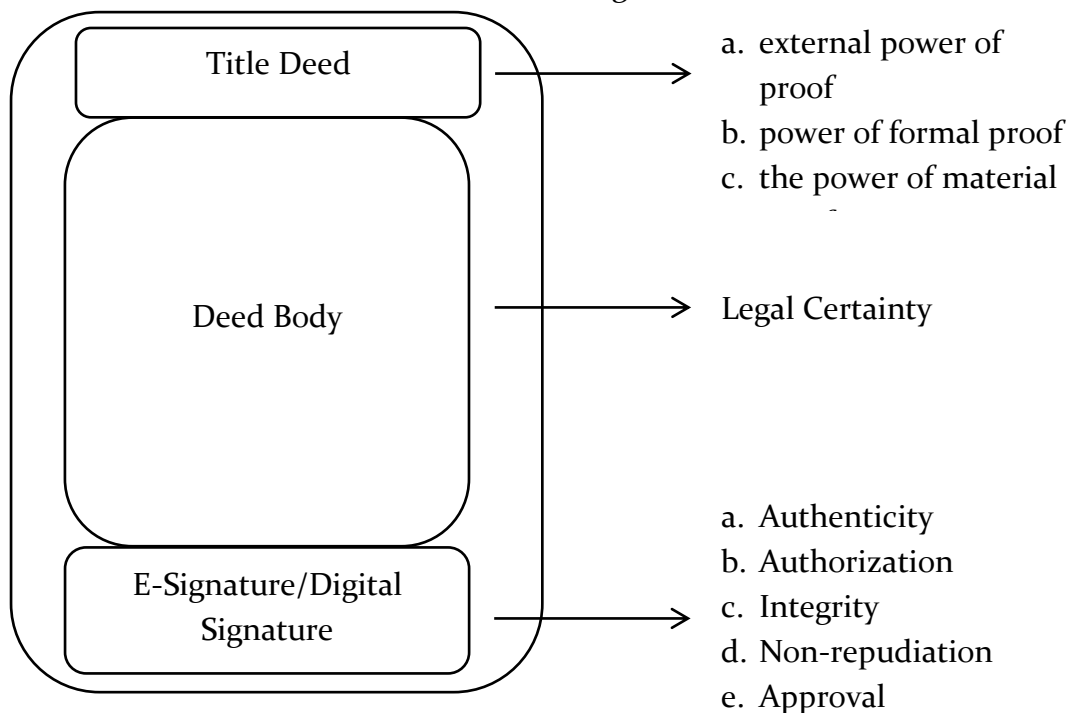 Title Deed
a. external power of
proof
b. power of formal proof
c. the power of material
Deed Body
Legal Certainty
E-Signature/Digital
Signature
a. Authenticity
b. Authorization
c. Integrity
d. Non-repudiation
e. Approval